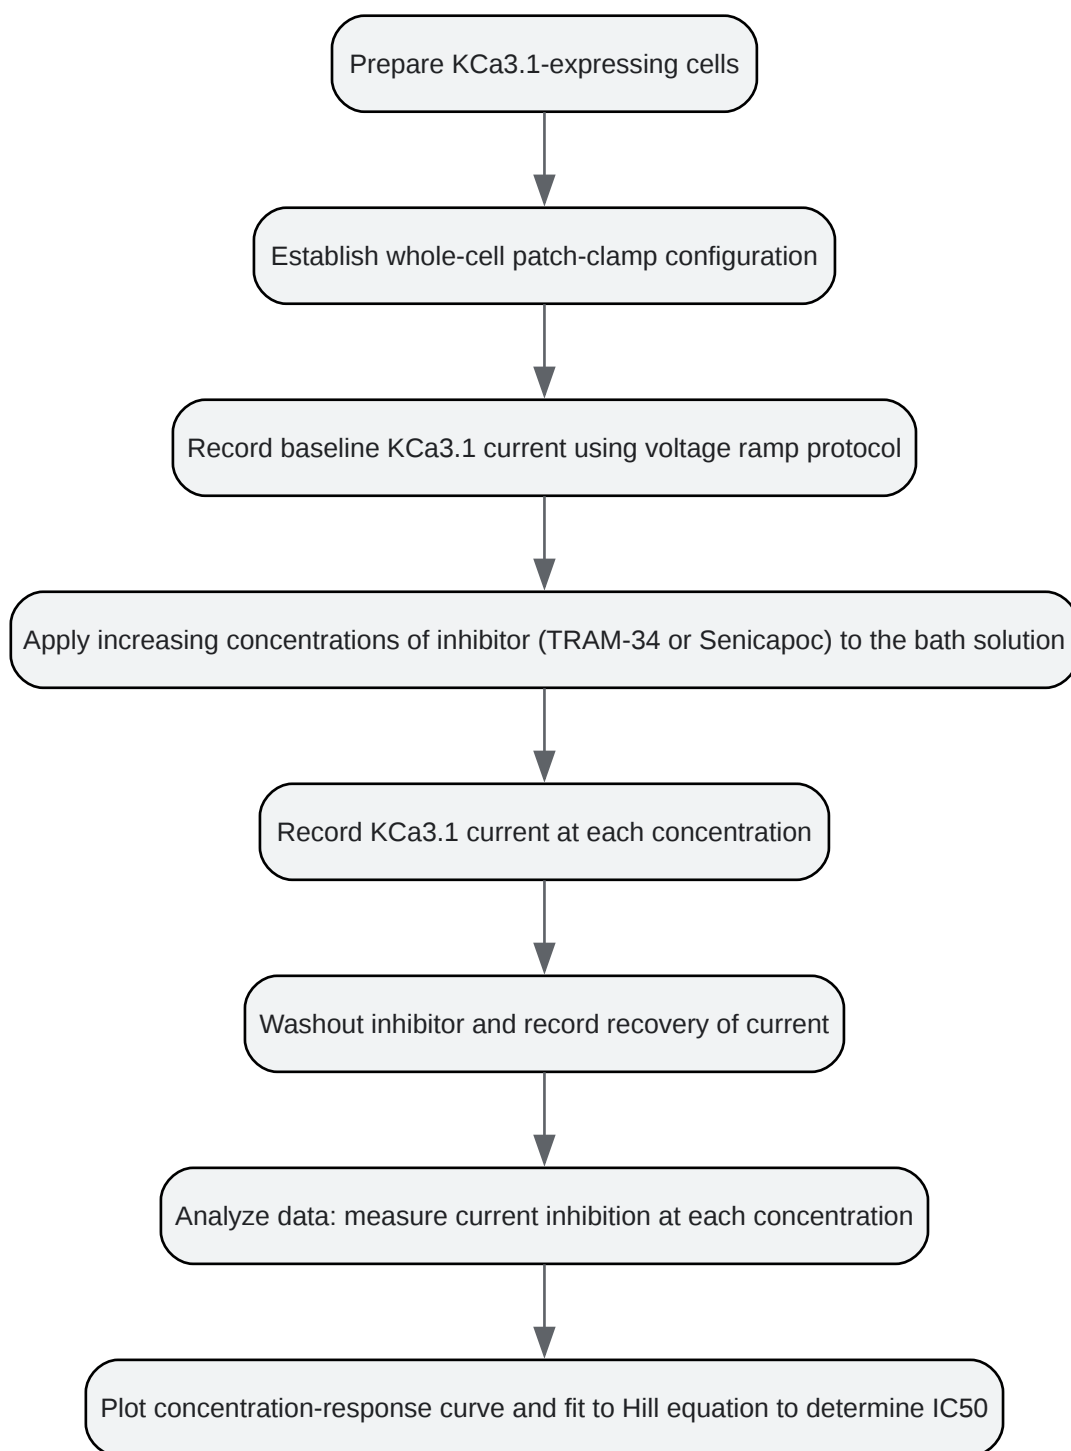 Prepare KCa3.1-expressing cells
Establish whole-cell patch-clamp configuration
Record baseline KCa3.1 current using voltage ramp protocol
Apply increasing concentrations of inhibitor (TRAM-34 or Senicapoc) to the bath solution
Record KCa3.1 current at each concentration
Washout inhibitor and record recovery of current
Analyze data: measure current inhibition at each concentration
Plot concentration-response curve and fit to Hill equation to determine IC50